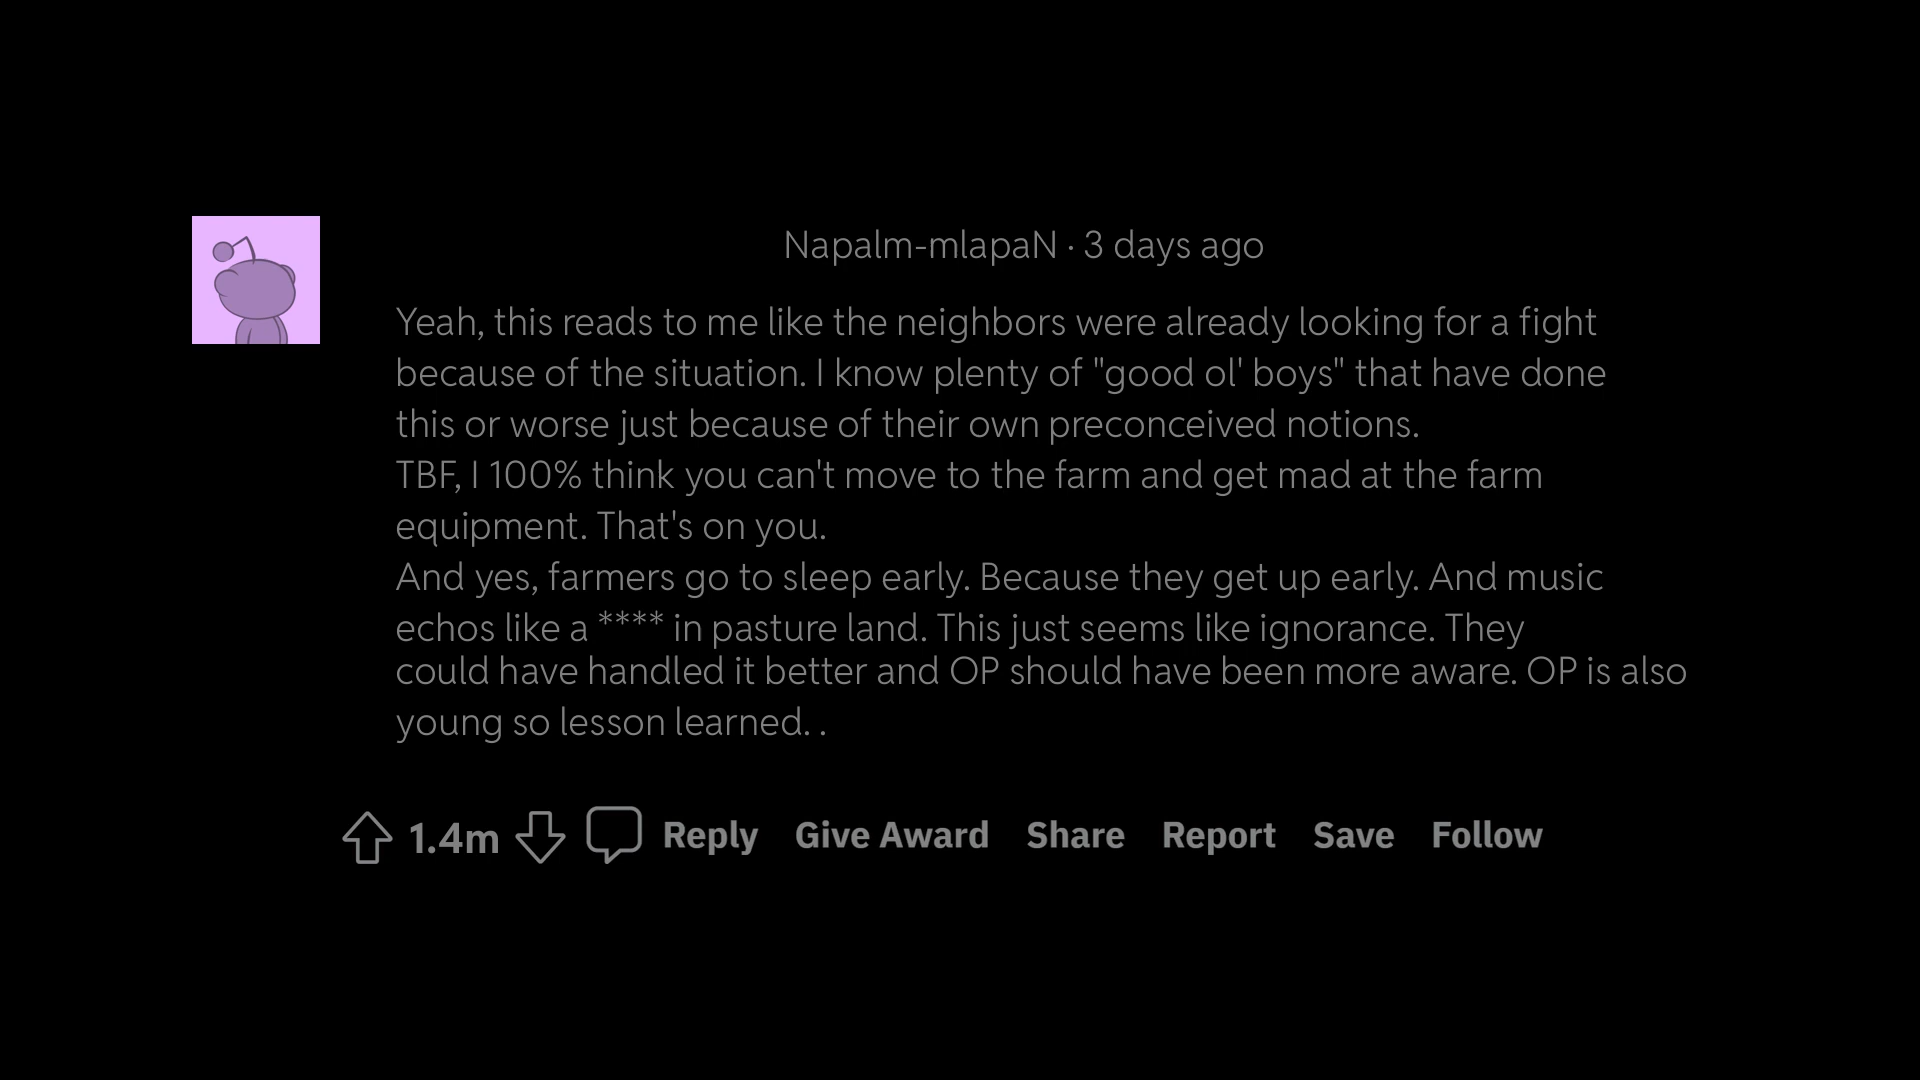 Napalm-mlapaN · 3 days ago
Yeah, this reads to me like the neighbors were already looking for a fight
because of the situation. I know plenty of "good ol' boys" that have done
this or worse just because of their own preconceived notions.
TBF, I 100% think you can't move to the farm and get mad at the farm
equipment. That's on you.
And yes, farmers go to sleep early. Because they get up early. And music
echos like a **** in pasture land. This just seems like ignorance. They
could have handled it better and OP should have been more aware. OP is also
young so lesson learned. .
1.4m Reply Give Award Share Report Save Follow